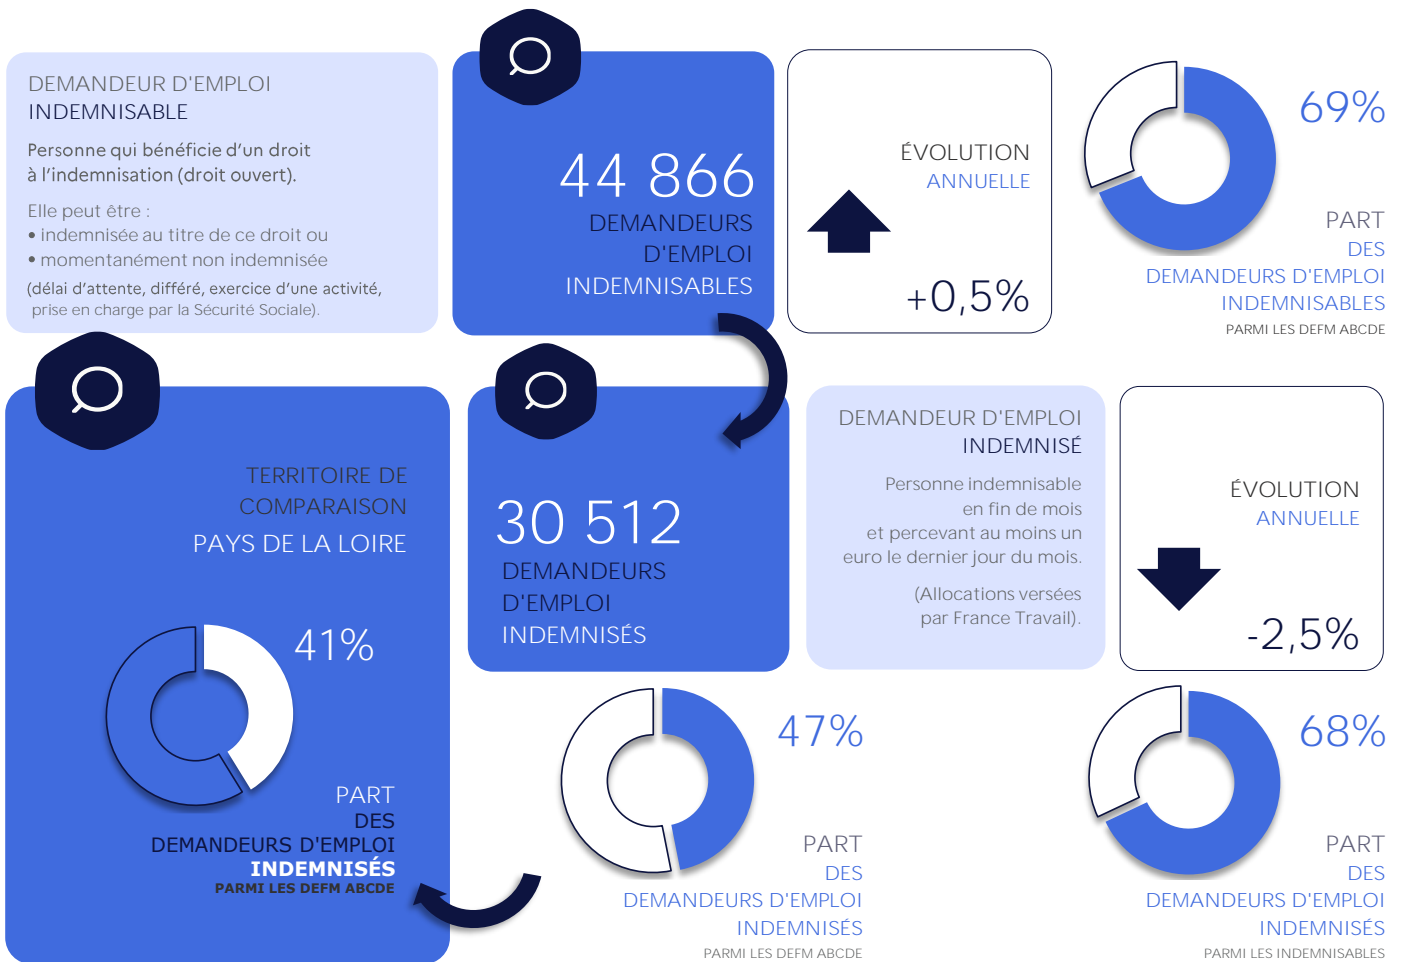 DEMANDEUR D'EMPLOI
INDEMNISABLE
Personne qui bénéficie d'un droit
à l'indemnisation (droit ouvert).
Elle peut être :
• indemnisée au titre de ce droit ou
• momentanément non indemnisée
(délai d'attente, différé, exercice d'une activité,
prise en charge par la Sécurité Sociale).
44 866
DEMANDEURS
D'EMPLOI
INDEMNISABLES
ÉVOLUTION
ANNUELLE
+0,5%
69%
PART
DES
DEMANDEURS D'EMPLOI
INDEMNISABLES
PARMI LES DEFM ABCDE
TERRITOIRE DE
COMPARAISON
PAYS DE LA LOIRE
41%
PART
DES
DEMANDEURS D'EMPLOI
INDEMNISÉS
PARMI LES DEFM ABCDE
30 512
DEMANDEURS
D'EMPLOI
INDEMNISÉS
DEMANDEUR D'EMPLOI
INDEMNISÉ
Personne indemnisable
en fin de mois
et percevant au moins un
euro le dernier jour du mois.
(Allocations versées
par France Travail).
ÉVOLUTION
ANNUELLE
-2,5%
47%
PART
DES
DEMANDEURS D'EMPLOI
INDEMNISÉS
PARMI LES DEFM ABCDE
68%
PART
DES
DEMANDEURS D'EMPLOI
INDEMNISÉS
PARMI LES INDEMNISABLES